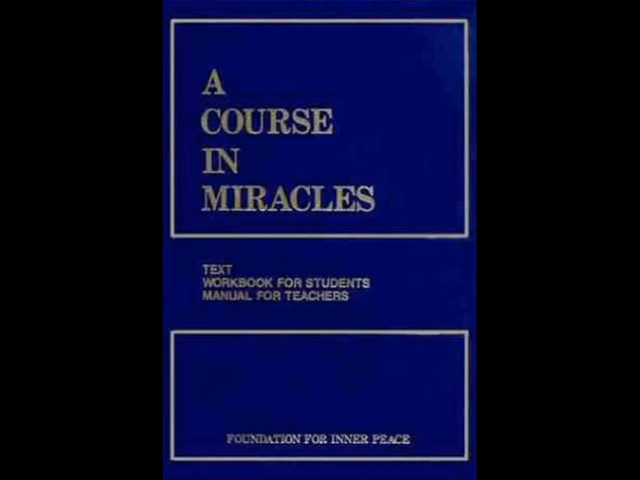 A
COURSE
IN
MIRACLES
TEXT
WORKBOOK FOR STUDENTS
MANUAL FOR TEACHERS
FOUNDATION FOR INNER PEACE